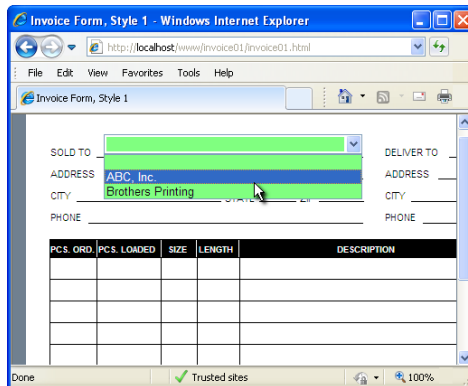 Invoice Form, Style 1 - Windows Internet Explorer
http://localhost/www/invoice01/invoice01.html
File Edit View Favorites Tools Help
Invoice Form, Style 1
SOLD TO DELIVER TO
ADDRESS ABC, Inc. ADDRESS
CITY Brothers Printing CITY
PHONE PHONE
PCS. ORD. PCS. LOADED SIZE LENGTH DESCRIPTION
Done Trusted sites 100%